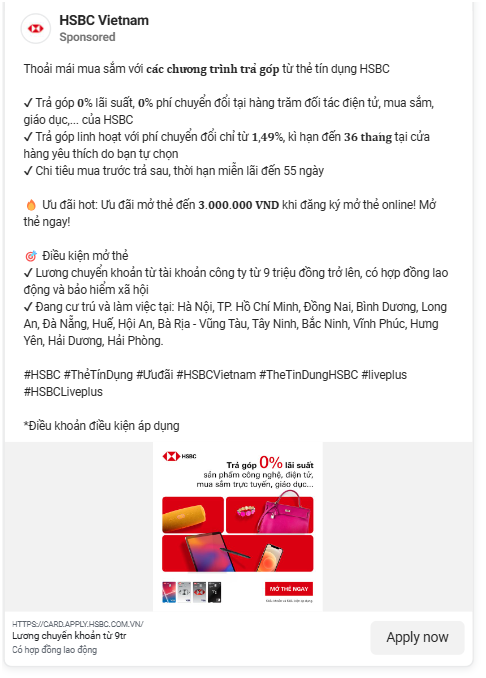 HSBC Vietnam
Sponsored
Thoải mái mua sắm với các chương trình trả góp từ thẻ tín dụng HSBC
✓ Trả góp 0% lãi suất, 0% phí chuyển đổi tại hàng trăm đối tác điện tử, mua sắm,
giáo dục,... của HSBC
✓ Trả góp linh hoạt với phí chuyển đổi chỉ từ 1,49%, kì hạn đến 36 tháng tại cửa
hàng yêu thích do bạn tự chọn
✓ Chi tiêu mua trước trả sau, thời hạn miễn lãi đến 55 ngày
🔥 Ưu đãi hot: Ưu đãi mở thẻ đến 3.000.000 VND khi đăng ký mở thẻ online! Mở
thẻ ngay!
🎯 Điều kiện mở thẻ
✓ Lương chuyển khoản từ tài khoản công ty từ 9 triệu đồng trở lên, có hợp đồng lao
động và bảo hiểm xã hội
✓ Đang cư trú và làm việc tại: Hà Nội, TP. Hồ Chí Minh, Đồng Nai, Bình Dương, Long
An, Đà Nẵng, Huế, Hội An, Bà Rịa - Vũng Tàu, Tây Ninh, Bắc Ninh, Vĩnh Phúc, Hưng
Yên, Hải Dương, Hải Phòng.
#HSBC #ThẻTínDụng #Ưuđãi #HSBCVietnam #TheTinDungHSBC #liveplus
#HSBCLiveplus
*Điều khoản điều kiện áp dụng
HSBC
Trả góp 0% lãi suất
sản phẩm công nghệ, điện tử,
mua sắm trực tuyến, giáo dục...
MỞ THẺ NGAY
HTTPS://CARD.APPLY.HSBC.COM.VN/
Lương chuyển khoản từ 9tr
Có hợp đồng lao động
Apply now